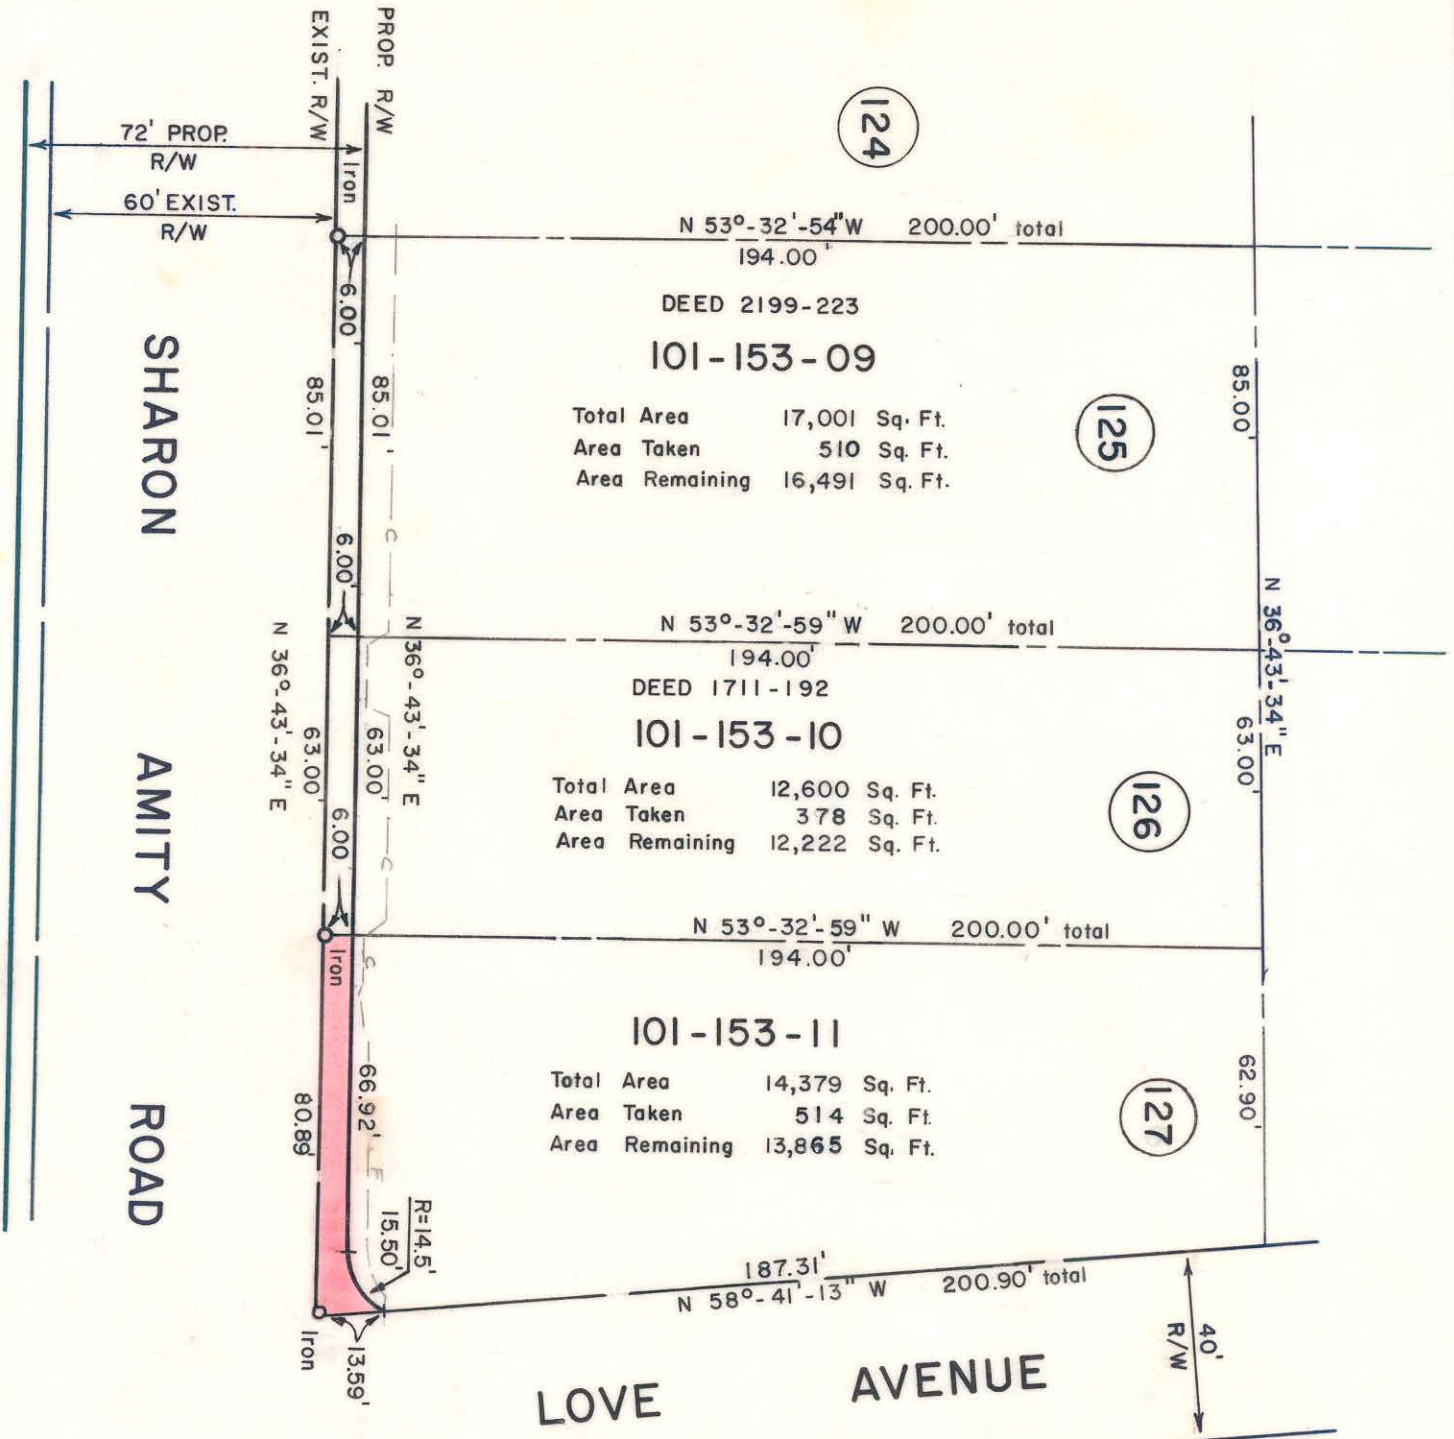 PROP. R/W
EXIST. R/W
72' PROP.
R/W
60' EXIST.
R/W
Iron
124
N 53°-32'-54" W 200.00' total
194.00'
DEED 2199-223
101-153-09
Total Area 17,001 Sq. Ft.
Area Taken 510 Sq. Ft.
Area Remaining 16,491 Sq. Ft.
125
6.00'
85.01'
85.01'
85.00'
C
6.00'
N 53°-32'-59" W 200.00' total
194.00'
DEED 1711-192
101-153-10
Total Area 12,600 Sq. Ft.
Area Taken 378 Sq. Ft.
Area Remaining 12,222 Sq. Ft.
126
N 36°-43'-34" E
N 36°-43'-34" E
N 36°-43'-34" E
63.00'
63.00'
63.00'
6.00
C
N 53°-32'-59" W 200.00' total
194.00'
Iron
C
101-153-11
Total Area 14,379 Sq. Ft.
Area Taken 514 Sq. Ft.
Area Remaining 13,865 Sq. Ft.
127
62.90'
66.92'
80.89'
F
R=14.5'
15.50'
187.31'
N 58°-41'-13" W 200.90' total
13.59'
Iron
40'
R/W
SHARON AMITY ROAD
LOVE AVENUE